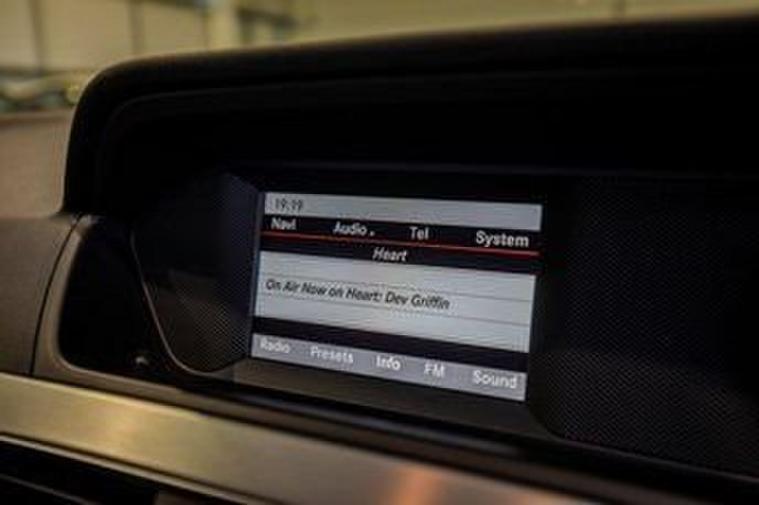 19:19
Navi Audio Tel System
Heart
On Air Now on Heart: Dev Griffin
Radio Presets Info FM Sound